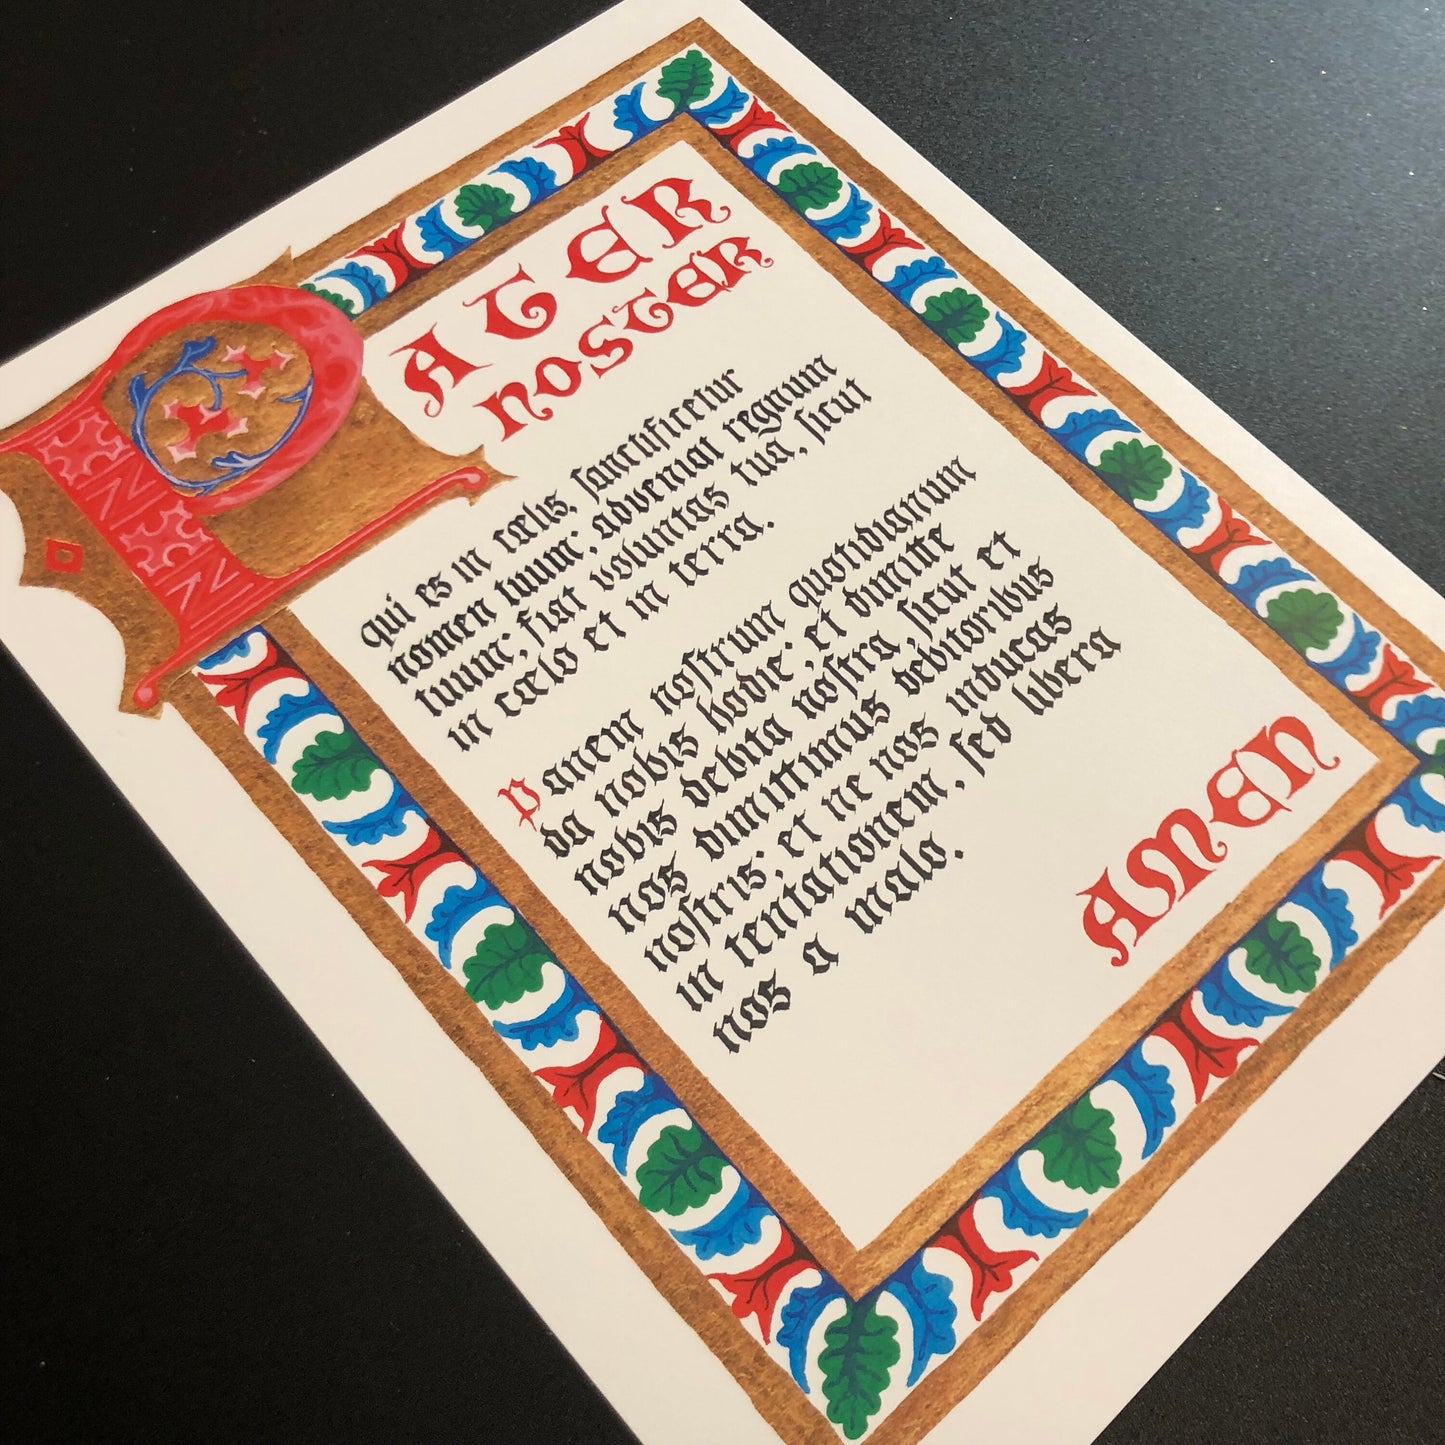 PATER
NOSTER
qui es in cœlis, ſanctificetur
nomen tuum; adveniat regnum
tuum; fiat voluntas tua, ſicut
in cœlo et in terra.
Panem noſtrum quotidianum
da nobis hodie; et dimitte
nobis debita noſtra, ſicut et
nos dimittimus debitoribus
noſtris; et ne nos inducas
in tentationem, ſed libera
nos a malo.
AMEN